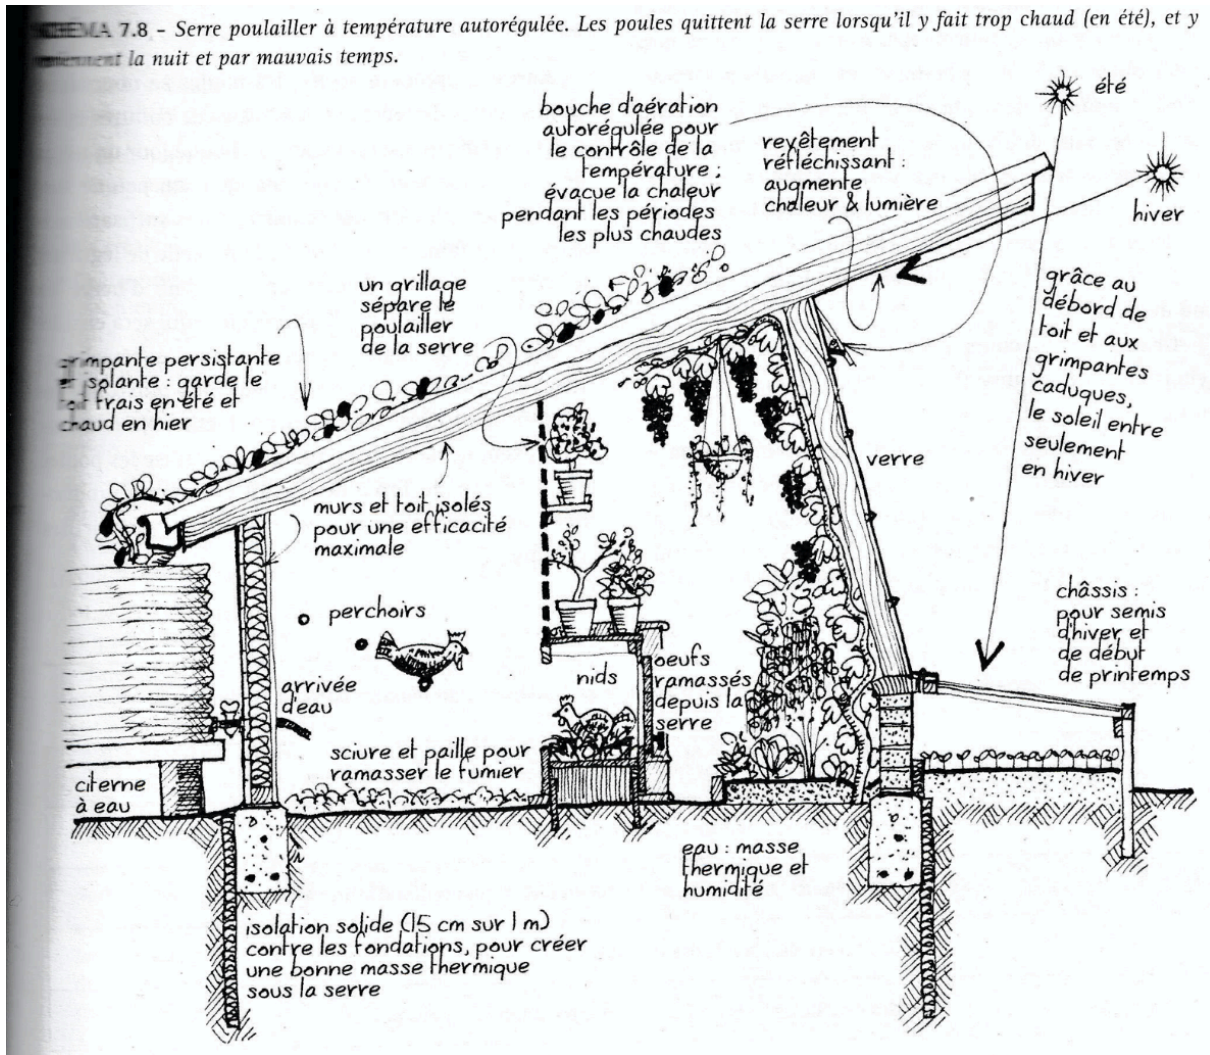 SCHEMA 7.8 – Serre poulailler à température autorégulée. Les poules quittent la serre lorsqu'il y fait trop chaud (en été), et y
la nuit et par mauvais temps.
été
bouche d'aération
autorégulée pour
le contrôle de la
température ;
évacue la chaleur
pendant les périodes
les plus chaudes
revêtement
réfléchissant :
augmente
chaleur & lumière
hiver
un grillage
sépare le
poulailler
de la serre
grâce au
débord de
toit et aux
grimpantes
caduques,
le soleil entre
seulement
en hiver
grimpante persistante
et isolante : garde le
toit frais en été et
chaud en hier
verre
murs et toit isolés
pour une efficacité
maximale
châssis :
pour semis
d'hiver et
de début
de printemps
perchoirs
arrivée
d'eau
nids
oeufs
ramassés
depuis la
serre
sciure et paille pour
ramasser le fumier
citerne
à eau
eau : masse
thermique et
humidité
isolation solide (15 cm sur 1 m)
contre les fondations, pour créer
une bonne masse thermique
sous la serre